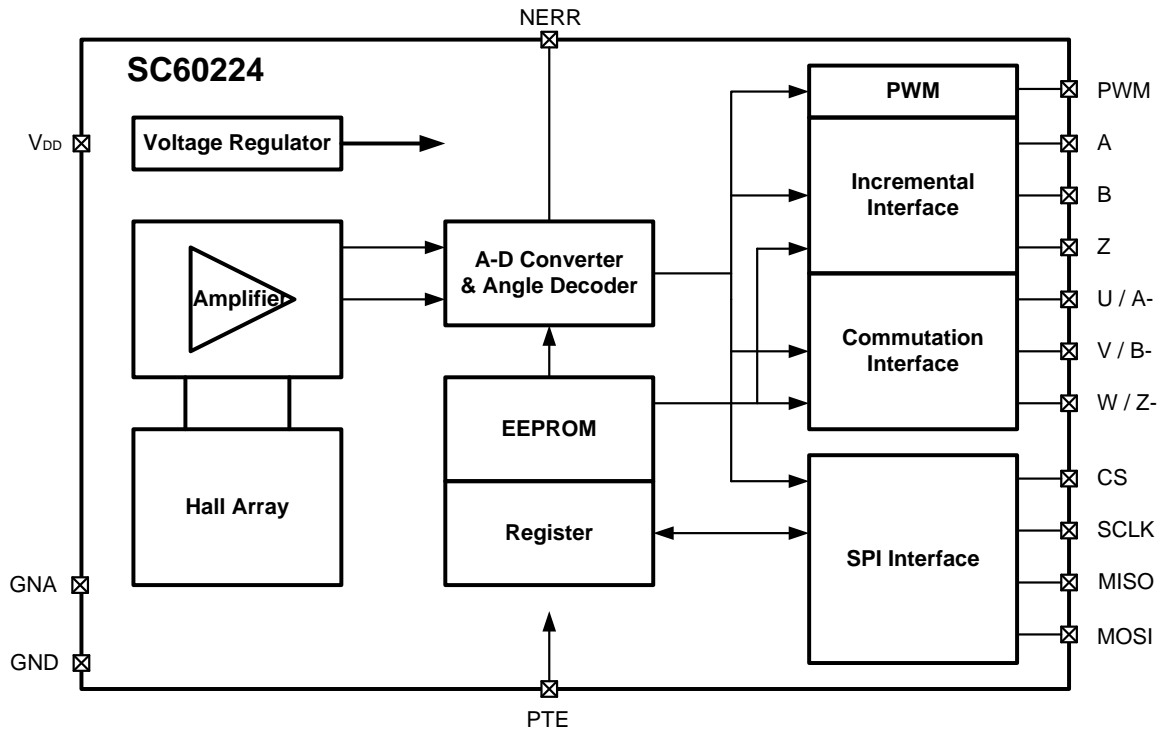 NERR
SC60224
PWM
PWM
Voltage Regulator
VDD
A
Incremental
Interface
B
A-D Converter
& Angle Decoder
Z
Amplifier
U / A-
Commutation
Interface
V / B-
W / Z-
EEPROM
Hall Array
CS
Register
SCLK
SPI Interface
GNA
MISO
MOSI
GND
PTE